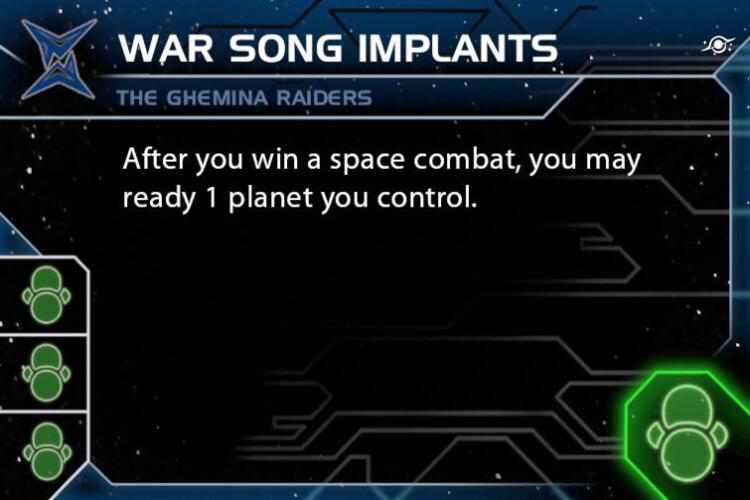 WAR SONG IMPLANTS
THE GHEMINA RAIDERS
After you win a space combat, you may
ready 1 planet you control.